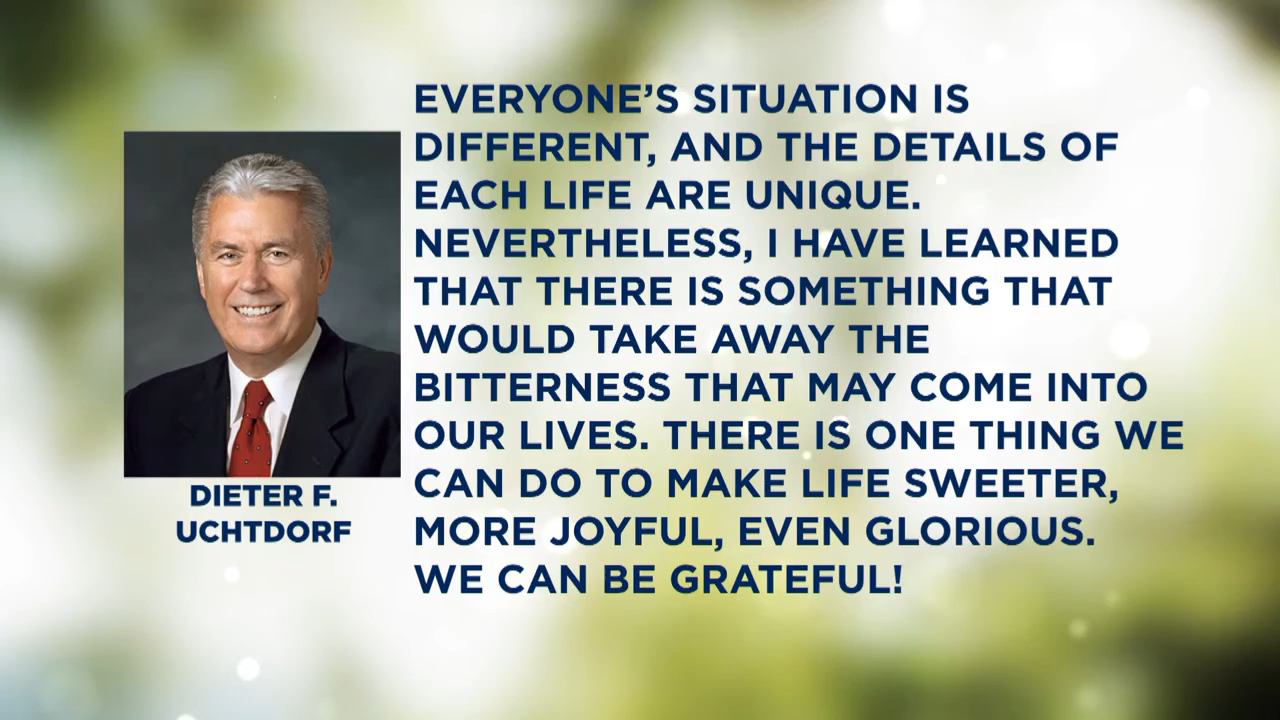 EVERYONE’S SITUATION IS
DIFFERENT, AND THE DETAILS OF
EACH LIFE ARE UNIQUE.
NEVERTHELESS, I HAVE LEARNED
THAT THERE IS SOMETHING THAT
WOULD TAKE AWAY THE
BITTERNESS THAT MAY COME INTO
OUR LIVES. THERE IS ONE THING WE
CAN DO TO MAKE LIFE SWEETER,
MORE JOYFUL, EVEN GLORIOUS.
WE CAN BE GRATEFUL!
DIETER F.
UCHTDORF